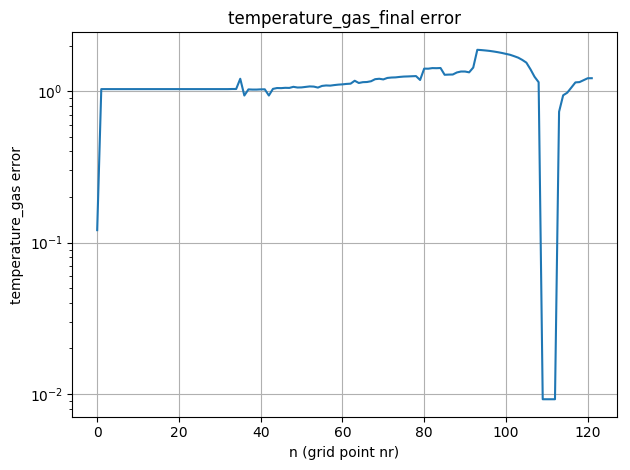 temperature_gas_final error
temperature_gas error
10⁰
10⁻¹
10⁻²
0 20 40 60 80 100 120
n (grid point nr)